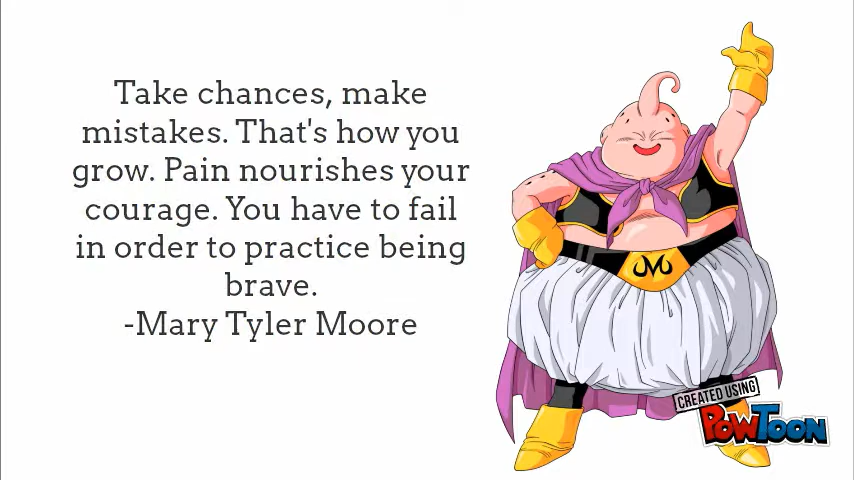 Take chances, make
mistakes. That's how you
grow. Pain nourishes your
courage. You have to fail
in order to practice being
brave.
-Mary Tyler Moore
CREATED USING
POWTOON